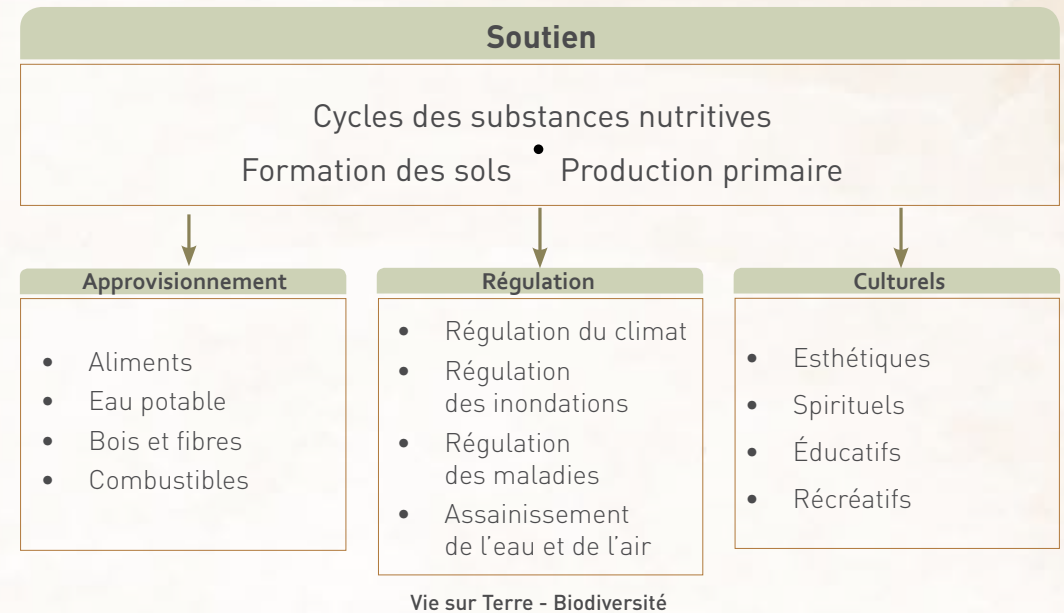 Soutien
Cycles des substances nutritives
Formation des sols • Production primaire
Approvisionnement
• Aliments
• Eau potable
• Bois et fibres
• Combustibles
Régulation
• Régulation du climat
• Régulation
des inondations
• Régulation
des maladies
• Assainissement
de l'eau et de l'air
Culturels
• Esthétiques
• Spirituels
• Éducatifs
• Récréatifs
Vie sur Terre - Biodiversité